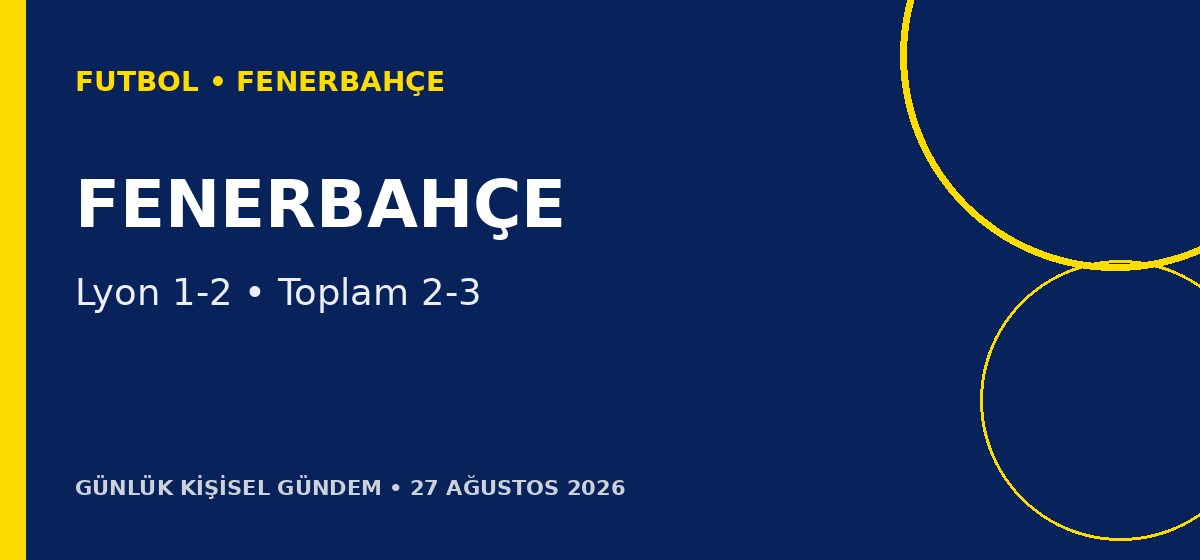 FUTBOL • FENERBAHÇE
FENERBAHÇE
Lyon 1-2 • Toplam 2-3
GÜNLÜK KİŞİSEL GÜNDEM • 27 AĞUSTOS 2026